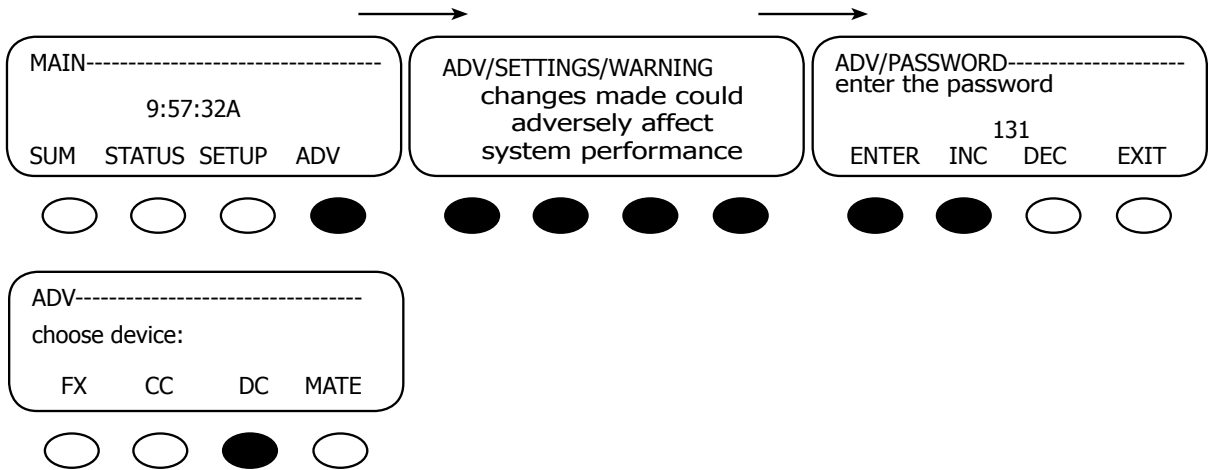 MAIN-----------------------------------
9:57:32A
SUM STATUS SETUP ADV
ADV/SETTINGS/WARNING
changes made could
adversely affect
system performance
ADV/PASSWORD---------------------
enter the password
131
ENTER INC DEC EXIT
ADV----------------------------------
choose device:
FX CC DC MATE